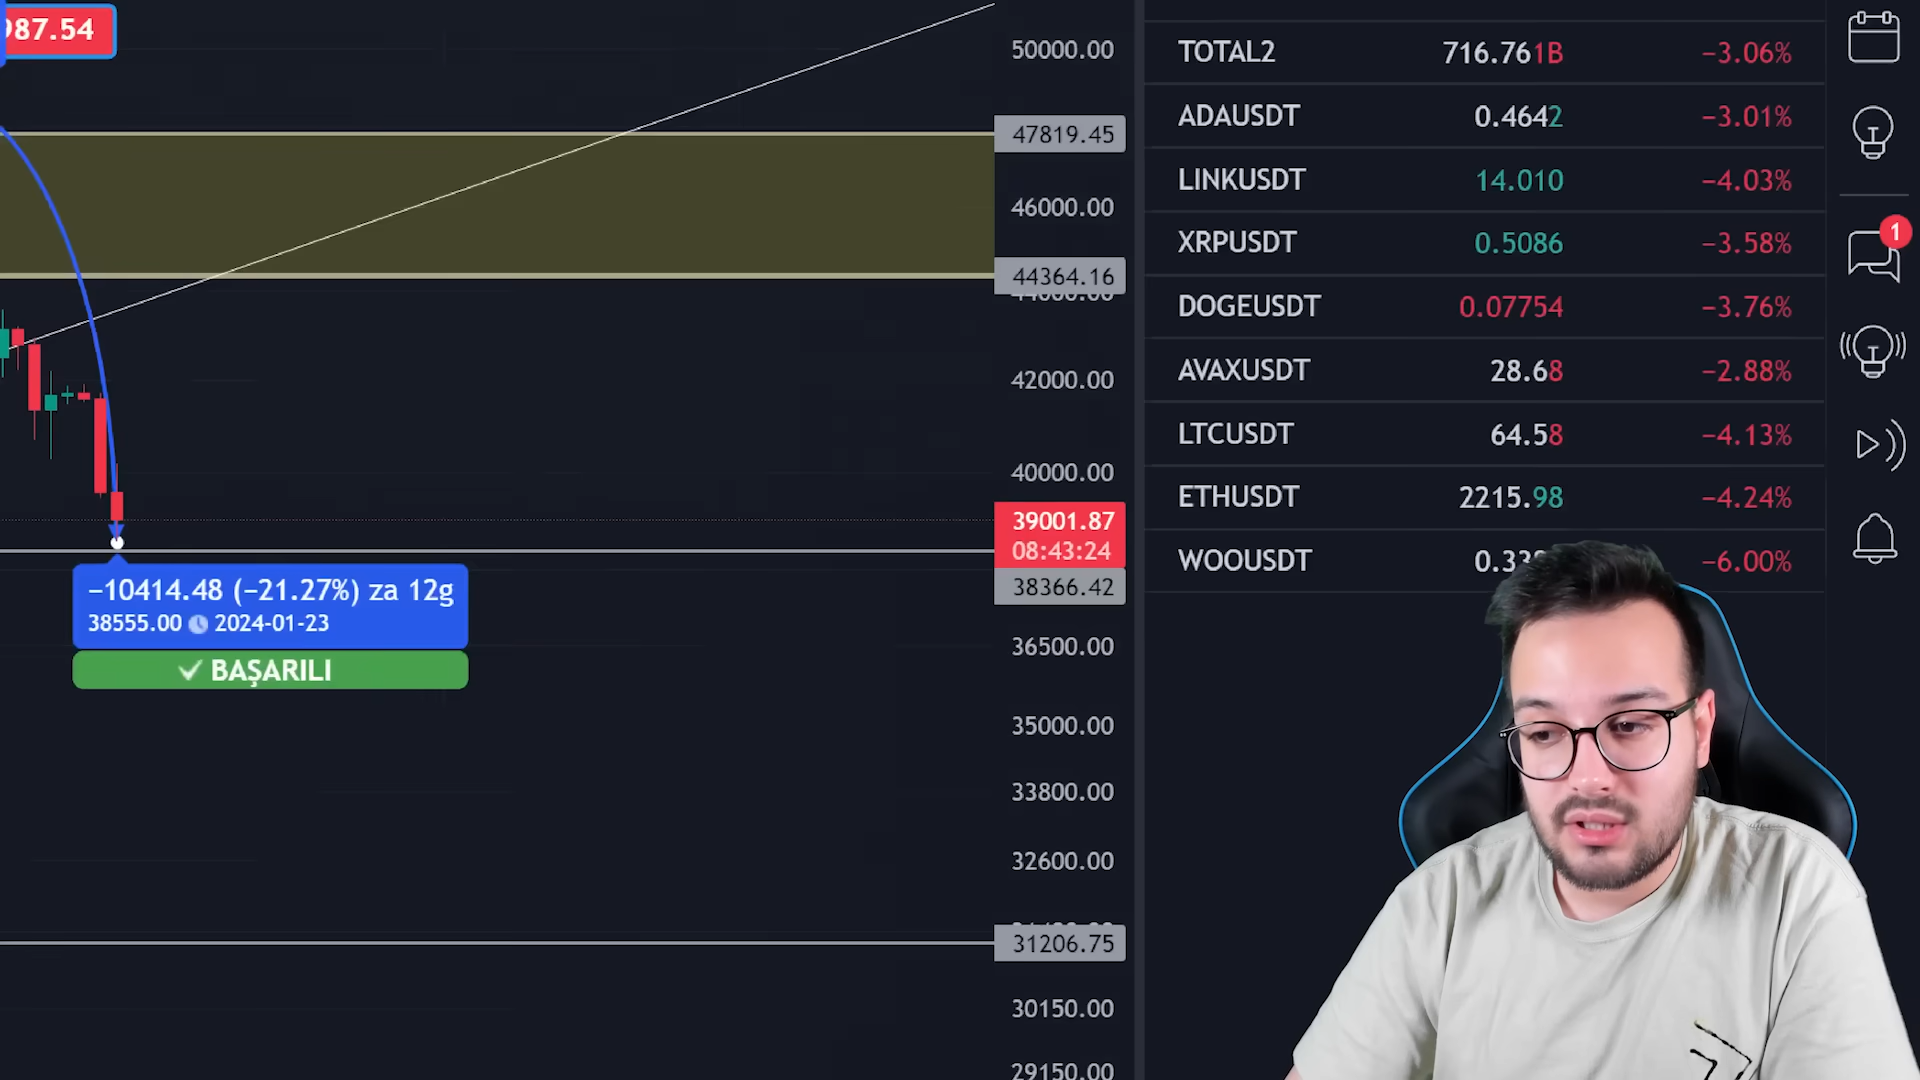 987.54
50000.00
47819.45
46000.00
44364.16
42000.00
40000.00
39001.87
08:43:24
38366.42
36500.00
35000.00
33800.00
32600.00
31206.75
30150.00
29150.00
−10414.48 (−21.27%) za 12g
38555.00 2024-01-23
✓ BAŞARILI
TOTAL2 716.761B −3.06%
ADAUSDT 0.4642 −3.01%
LINKUSDT 14.010 −4.03%
XRPUSDT 0.5086 −3.58%
DOGEUSDT 0.07754 −3.76%
AVAXUSDT 28.68 −2.88%
LTCUSDT 64.58 −4.13%
ETHUSDT 2215.98 −4.24%
WOOUSDT −6.00%
1